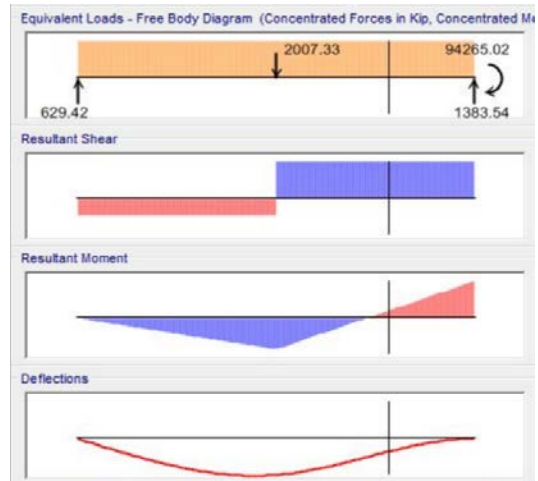 Equivalent Loads - Free Body Diagram (Concentrated Forces in Kip, Concentrated Me
2007.33 94265.02
629.42 1383.54
Resultant Shear
Resultant Moment
Deflections